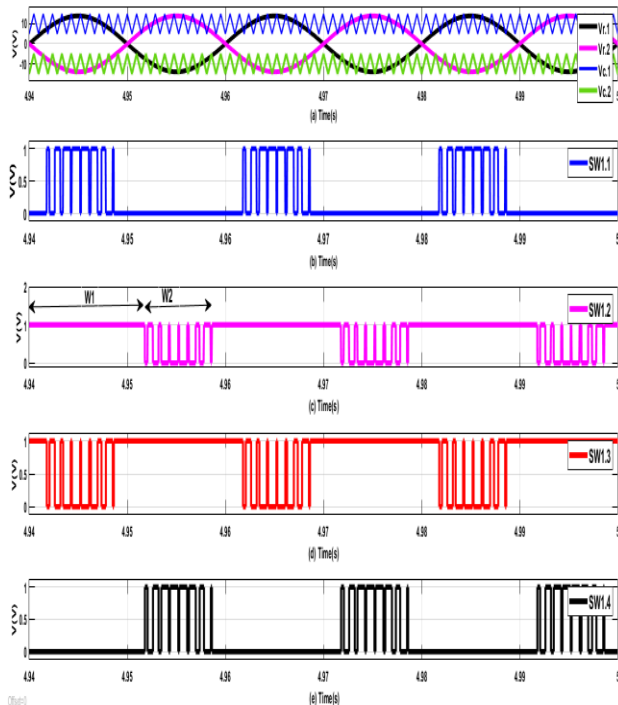 V(V)
10
0
-10
4.94 4.95 4.96 4.97 4.98 4.99 5
(a) Time(s)
Vr.1
Vr.2
Vc.1
Vc.2
V(V)
1
0.5
0
4.94 4.95 4.96 4.97 4.98 4.99 5
(b) Time(s)
SW1.1
V(V)
2
1
0
W1 W2
4.94 4.95 4.96 4.97 4.98 4.99 5
(c) Time(s)
SW1.2
V(V)
1
0.5
0
4.94 4.95 4.96 4.97 4.98 4.99 5
(d) Time(s)
SW1.3
V(V)
1
0.5
0
4.94 4.95 4.96 4.97 4.98 4.99 5
(e) Time(s)
SW1.4
Offset=0